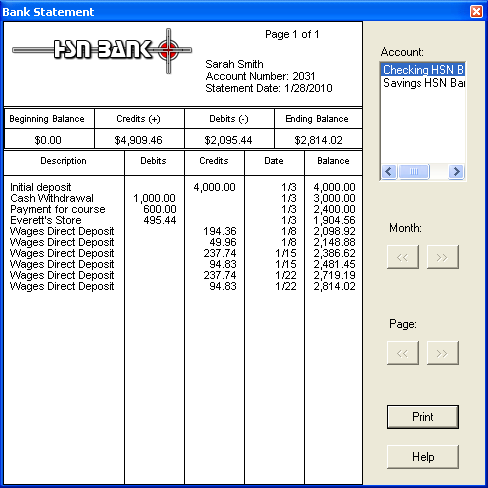 Bank Statement
HSN BANK
Page 1 of 1
Sarah Smith
Account Number: 2031
Statement Date: 1/28/2010
Beginning Balance Credits (+) Debits (-) Ending Balance
$0.00 $4,909.46 $2,095.44 $2,814.02
Description Debits Credits Date Balance
Initial deposit 4,000.00 1/3 4,000.00
Cash Withdrawal 1,000.00 1/3 3,000.00
Payment for course 600.00 1/3 2,400.00
Everett's Store 495.44 1/3 1,904.56
Wages Direct Deposit 194.36 1/8 2,098.92
Wages Direct Deposit 49.96 1/8 2,148.88
Wages Direct Deposit 237.74 1/15 2,386.62
Wages Direct Deposit 94.83 1/15 2,481.45
Wages Direct Deposit 237.74 1/22 2,719.19
Wages Direct Deposit 94.83 1/22 2,814.02
Account:
Checking HSN B
Savings HSN Bar
Month:
<< >>
Page:
<< >>
Print
Help